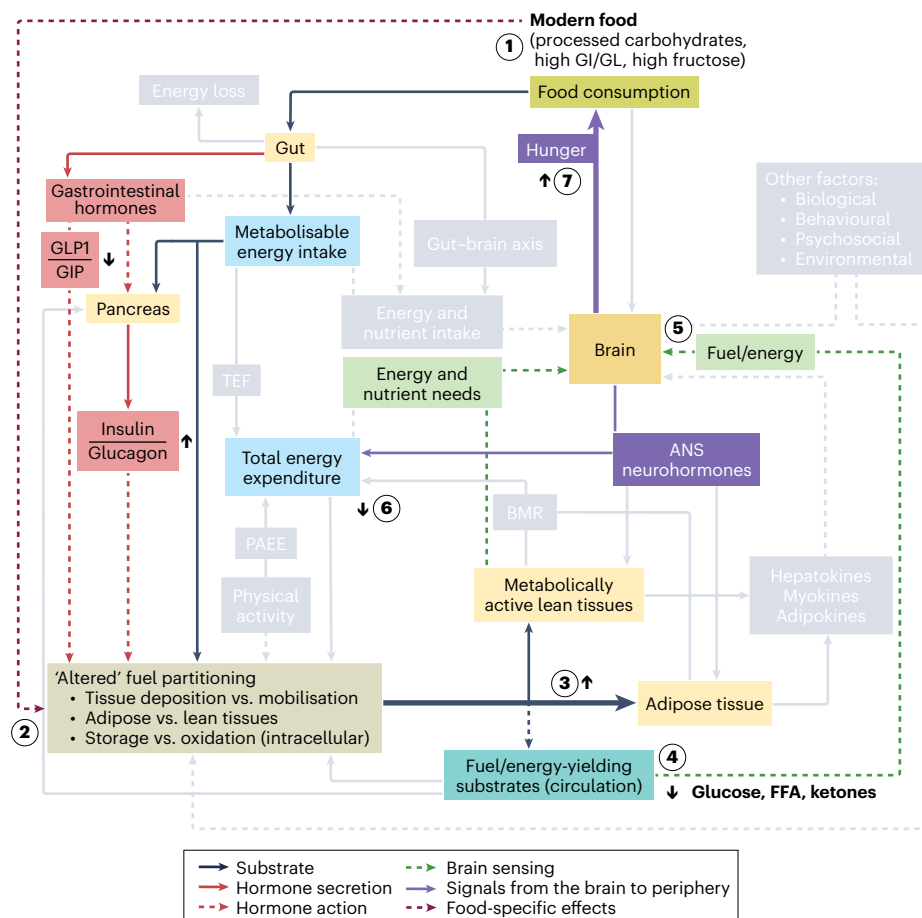 Modern food
1
(processed carbohydrates,
high GI/GL, high fructose)
Energy loss
Food consumption
Gut
Hunger
↑ 7
Gastrointestinal
hormones
Other factors:
• Biological
• Behavioural
• Psychosocial
• Environmental
Metabolisable
energy intake
Gut–brain axis
GLP1
GIP
↓
Pancreas
Energy and
nutrient intake
5
Brain
Fuel/energy
TEF
Energy and
nutrient needs
Insulin
Glucagon
↑
Total energy
expenditure
ANS
neurohormones
↓ 6
BMR
PAEE
Physical
activity
Metabolically
active lean tissues
Hepatokines
Myokines
Adipokines
'Altered' fuel partitioning
• Tissue deposition vs. mobilisation
• Adipose vs. lean tissues
• Storage vs. oxidation (intracellular)
2
3 ↑
Adipose tissue
Fuel/energy-yielding
substrates (circulation)
4
↓ Glucose, FFA, ketones
Substrate
Hormone secretion
Hormone action
Brain sensing
Signals from the brain to periphery
Food-specific effects